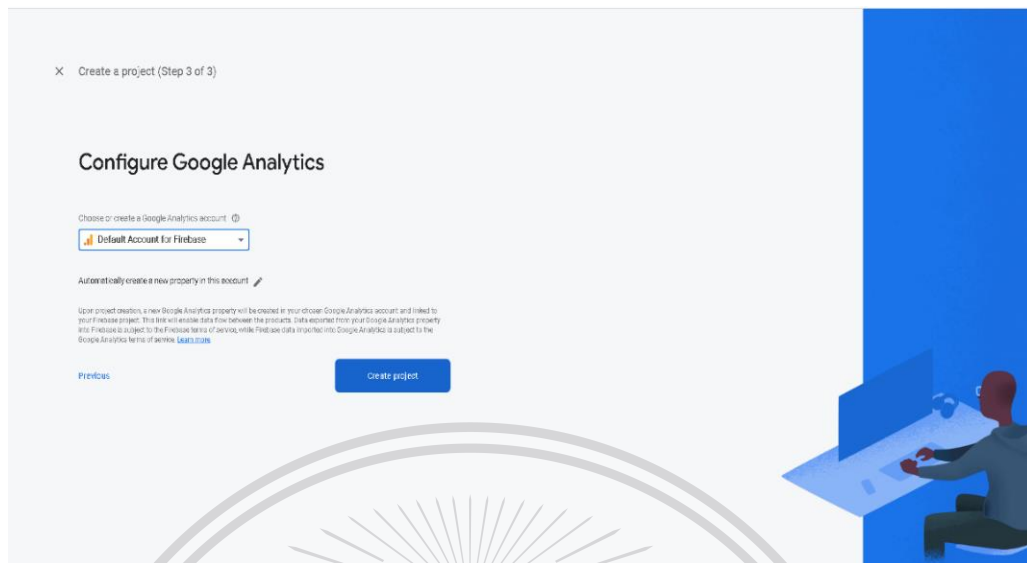 Create a project (Step 3 of 3)
Configure Google Analytics
Choose or create a Google Analytics account
Default Account for Firebase
Automatically create a new property in this account
Upon project creation, a new Google Analytics property will be created in your chosen Google Analytics account and linked to
your Firebase project. This link will enable data flow between the products. Data exported from your Google Analytics property
into Firebase is subject to the Firebase terms of service, while Firebase data imported into Google Analytics is subject to the
Google Analytics terms of service. Learn more
Previous
Create project